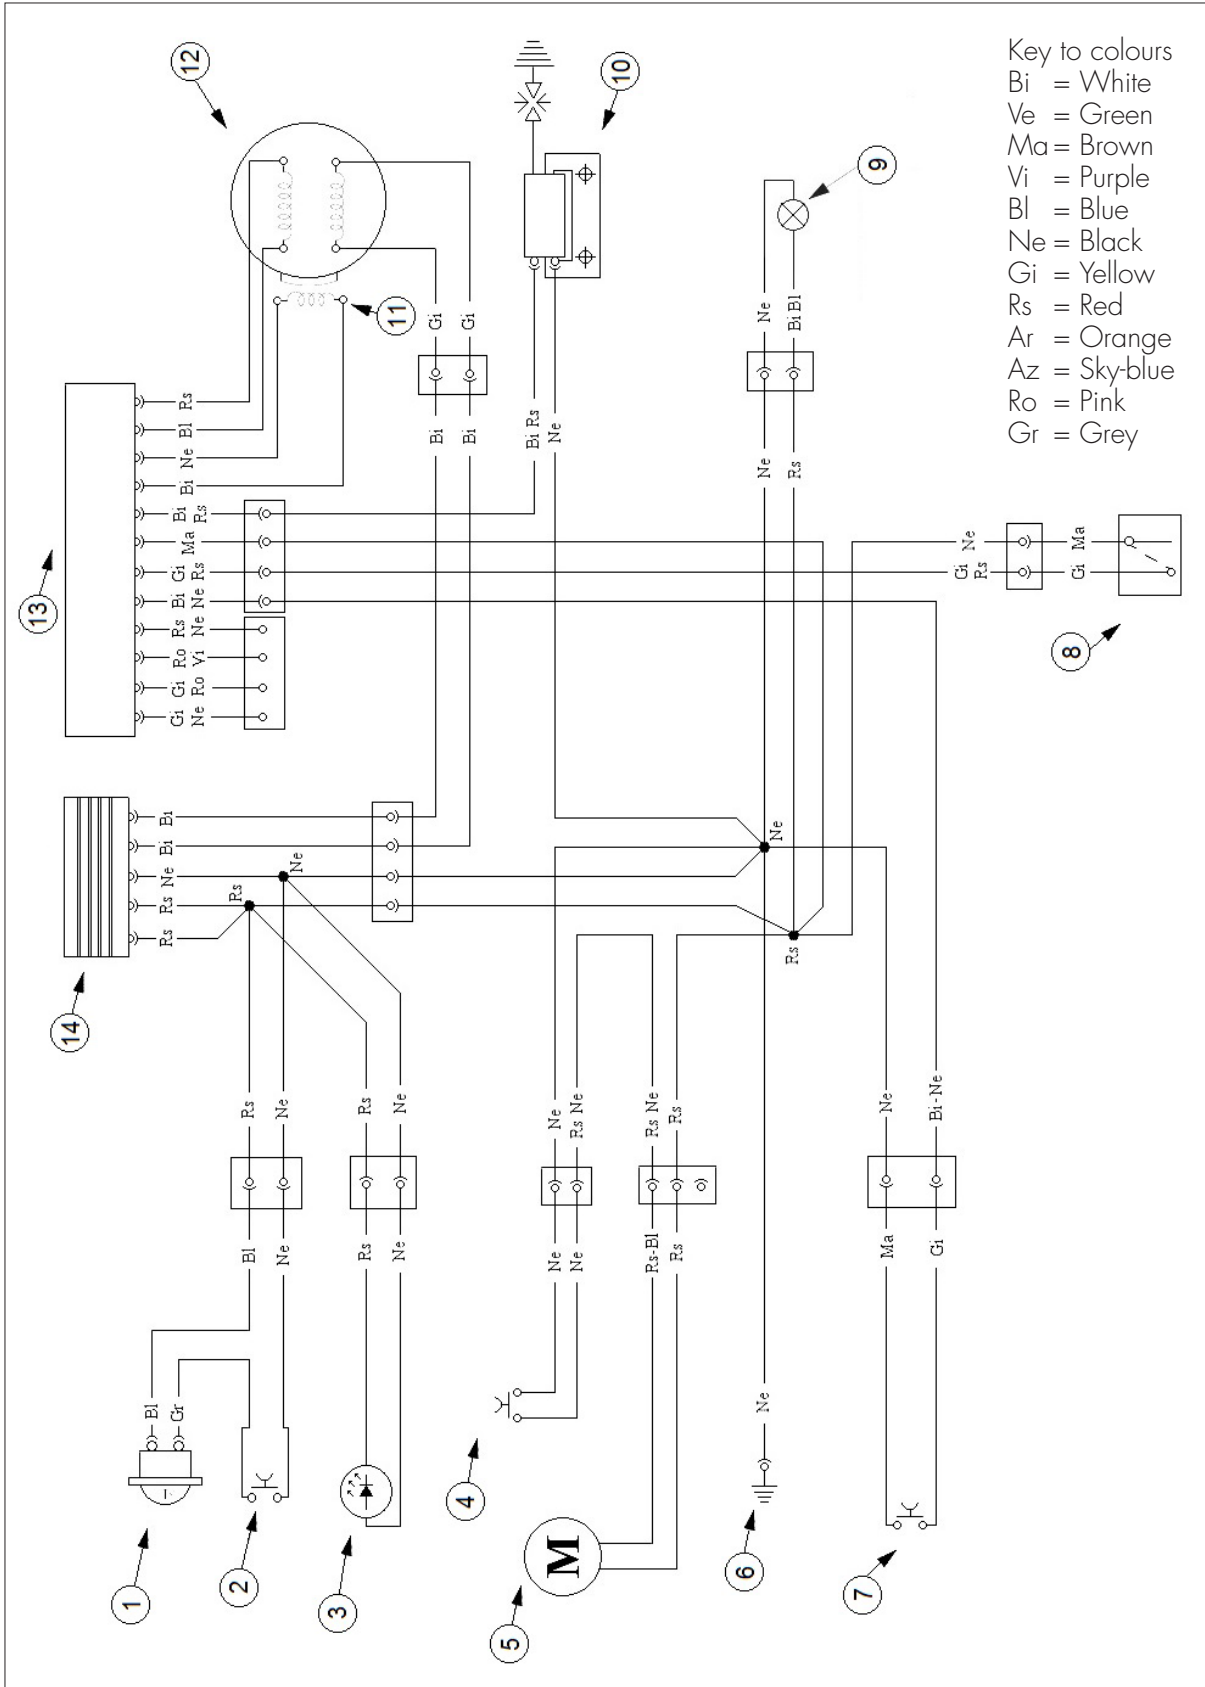 Key to colours
Bi = White
Ve = Green
Ma = Brown
Vi = Purple
Bl = Blue
Ne = Black
Gi = Yellow
Rs = Red
Ar = Orange
Az = Sky-blue
Ro = Pink
Gr = Grey
12
10
9
11
13
8
14
1
2
3
4
5
6
7
Rs
Bl
Ne
Bi
Bi Rs
Ma
Gi Rs
Bi Ne
Rs Ne
Ro Vi
Gi Ro
Gi Ne
Gi
Gi
Bi
Bi
Bi Rs
Ne
Ne
Bi Bl
Ne
Rs
Ne
Gi Rs
Ma
Gi
Bi
Bi
Ne
Rs
Rs
Ne
Rs
Ne
Rs
Rs
Ne
Rs
Ne
Ne
Rs Ne
Rs Ne
Rs
Ne
Bi-Ne
Bl
Ne
Rs
Ne
Ne
Ne
Rs-Bl
Rs
Ma
Gi
Bl
Gr
Ne
M